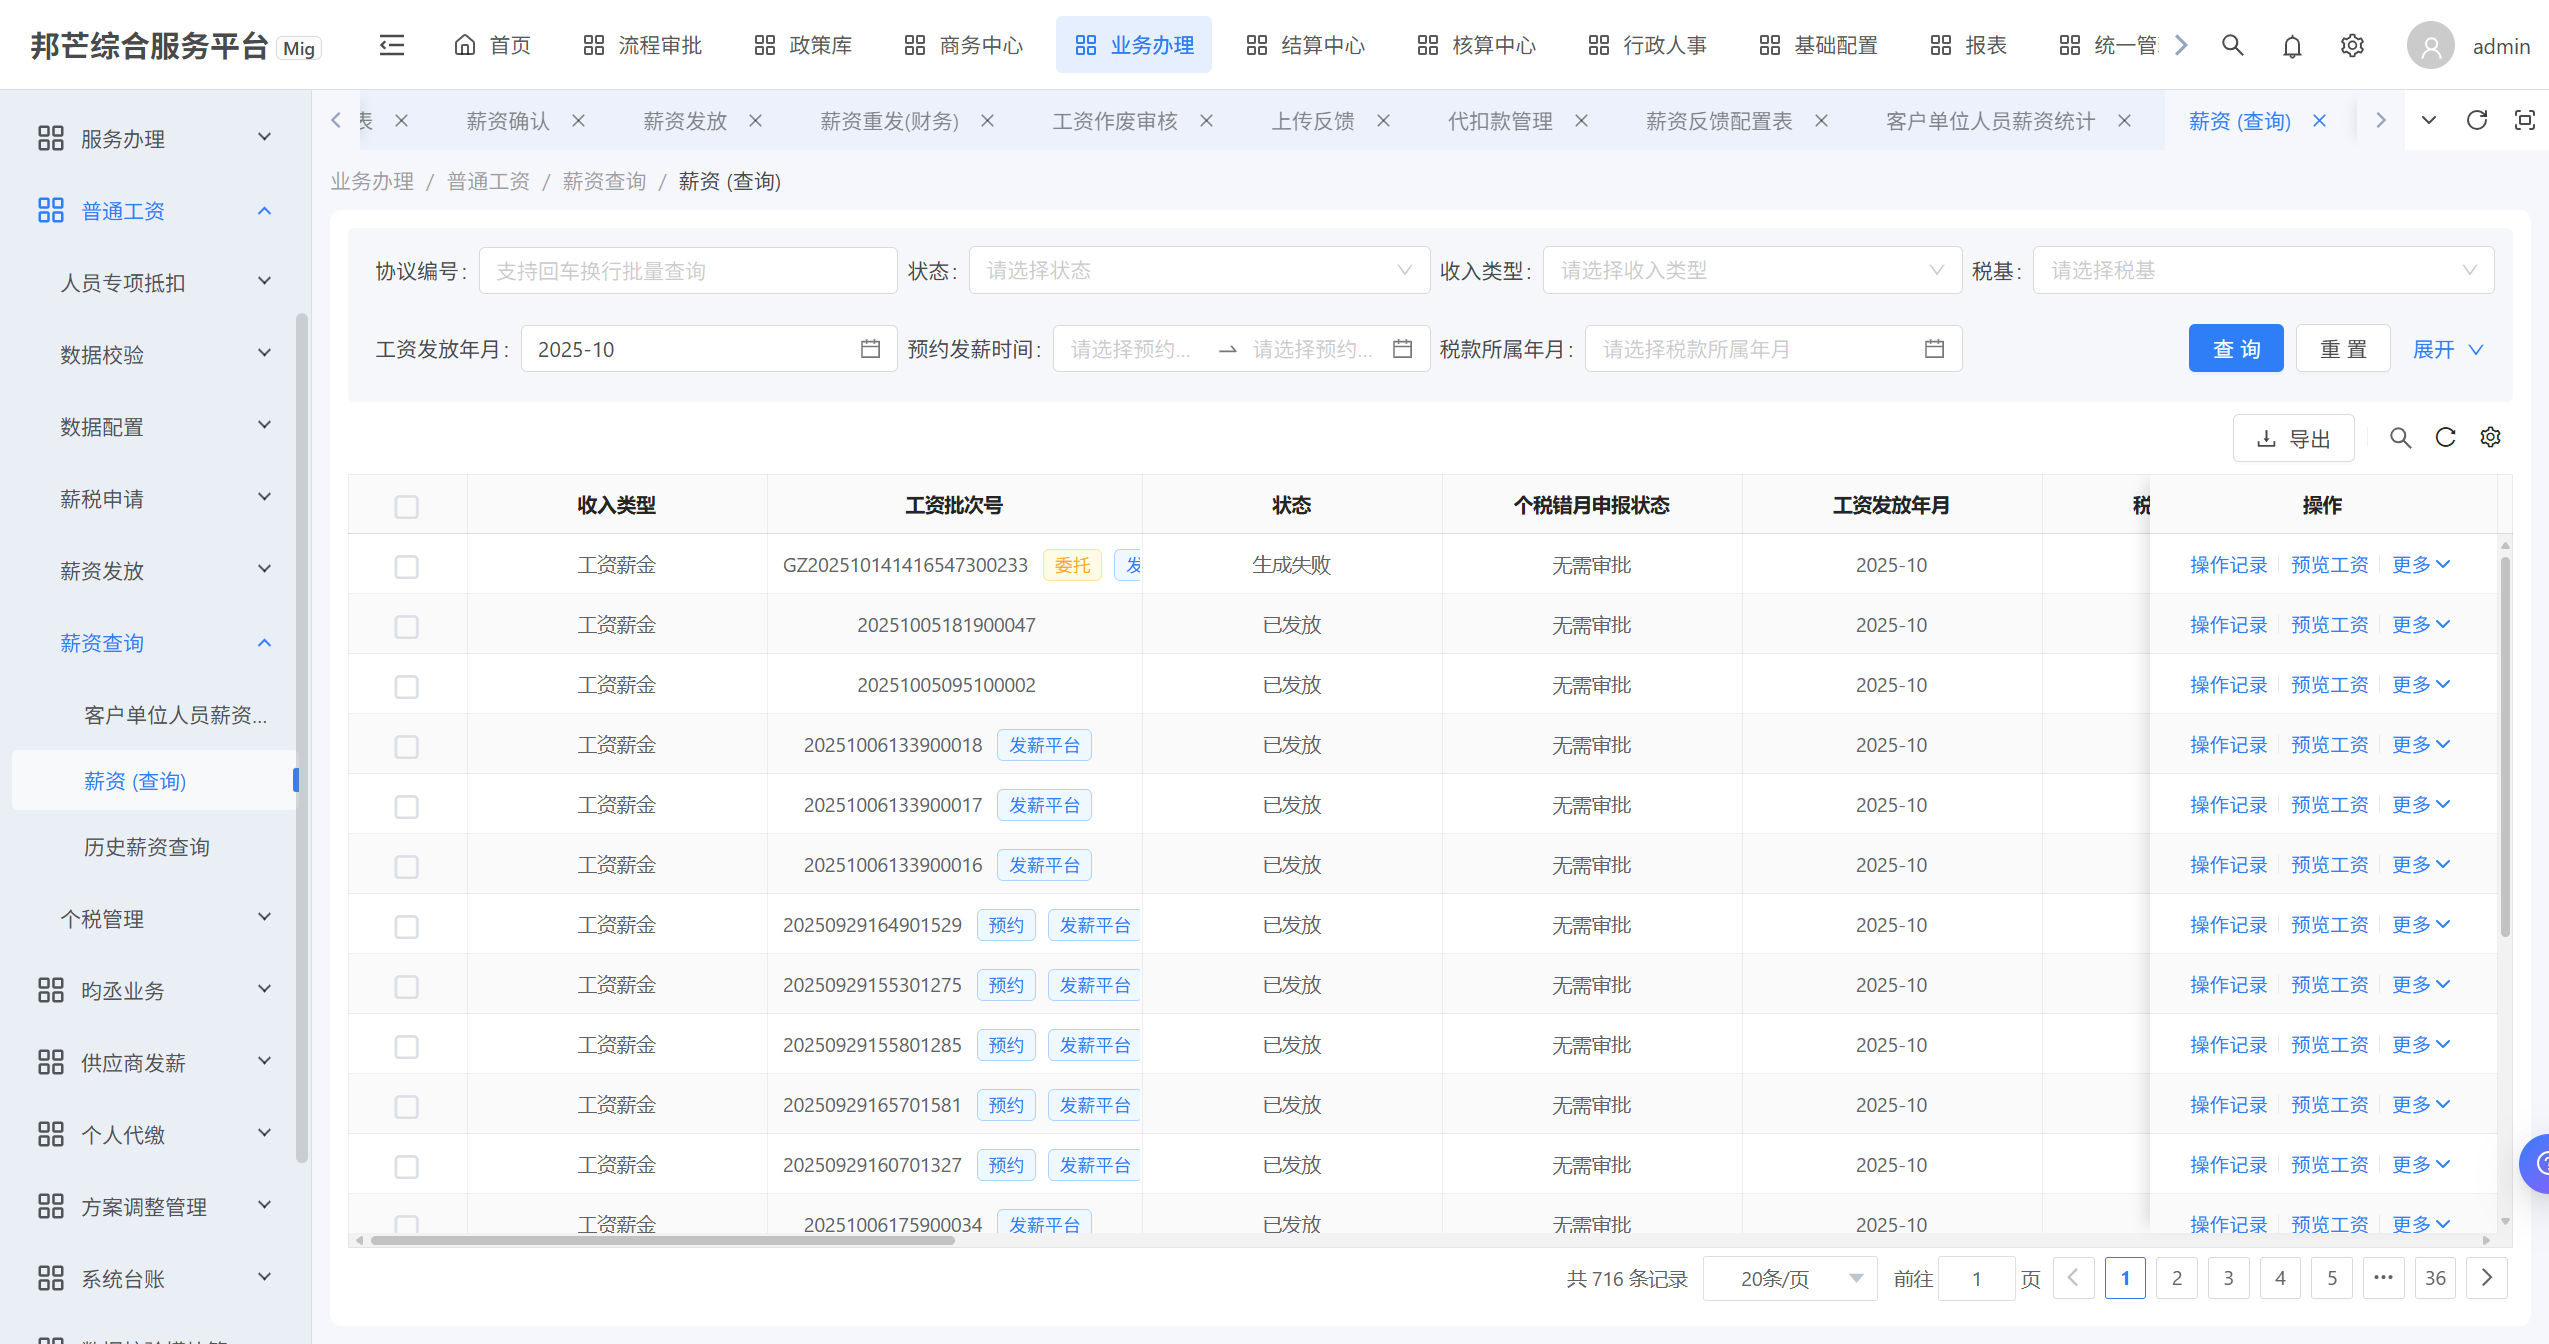 邦芒综合服务平台 Mig 首页 流程审批 政策库 商务中心 业务办理 结算中心 核算中心 行政人事 基础配置 报表 统一管 admin
表 薪资确认 薪资发放 薪资重发(财务) 工资作废审核 上传反馈 代扣款管理 薪资反馈配置表 客户单位人员薪资统计 薪资 (查询)
业务办理 / 普通工资 / 薪资查询 / 薪资 (查询)
服务办理
普通工资
人员专项抵扣
数据校验
数据配置
薪税申请
薪资发放
薪资查询
客户单位人员薪资...
薪资 (查询)
历史薪资查询
个税管理
昀丞业务
供应商发薪
个人代缴
方案调整管理
系统台账
协议编号: 支持回车换行批量查询 状态: 请选择状态 收入类型: 请选择收入类型 税基: 请选择税基
工资发放年月: 2025-10 预约发薪时间: 请选择预约... 请选择预约... 税款所属年月: 请选择税款所属年月 查 询 重 置 展开
导出
收入类型 工资批次号 状态 个税错月申报状态 工资发放年月 税 操作
工资薪金 GZ202510141416547300233 委托 发 生成失败 无需审批 2025-10 操作记录 预览工资 更多
工资薪金 20251005181900047 已发放 无需审批 2025-10 操作记录 预览工资 更多
工资薪金 20251005095100002 已发放 无需审批 2025-10 操作记录 预览工资 更多
工资薪金 20251006133900018 发薪平台 已发放 无需审批 2025-10 操作记录 预览工资 更多
工资薪金 20251006133900017 发薪平台 已发放 无需审批 2025-10 操作记录 预览工资 更多
工资薪金 20251006133900016 发薪平台 已发放 无需审批 2025-10 操作记录 预览工资 更多
工资薪金 20250929164901529 预约 发薪平台 已发放 无需审批 2025-10 操作记录 预览工资 更多
工资薪金 20250929155301275 预约 发薪平台 已发放 无需审批 2025-10 操作记录 预览工资 更多
工资薪金 20250929155801285 预约 发薪平台 已发放 无需审批 2025-10 操作记录 预览工资 更多
工资薪金 20250929165701581 预约 发薪平台 已发放 无需审批 2025-10 操作记录 预览工资 更多
工资薪金 20250929160701327 预约 发薪平台 已发放 无需审批 2025-10 操作记录 预览工资 更多
工资薪金 20251006175900034 发薪平台 已发放 无需审批 2025-10 操作记录 预览工资 更多
共 716 条记录 20条/页 前往 1 页 1 2 3 4 5 ••• 36